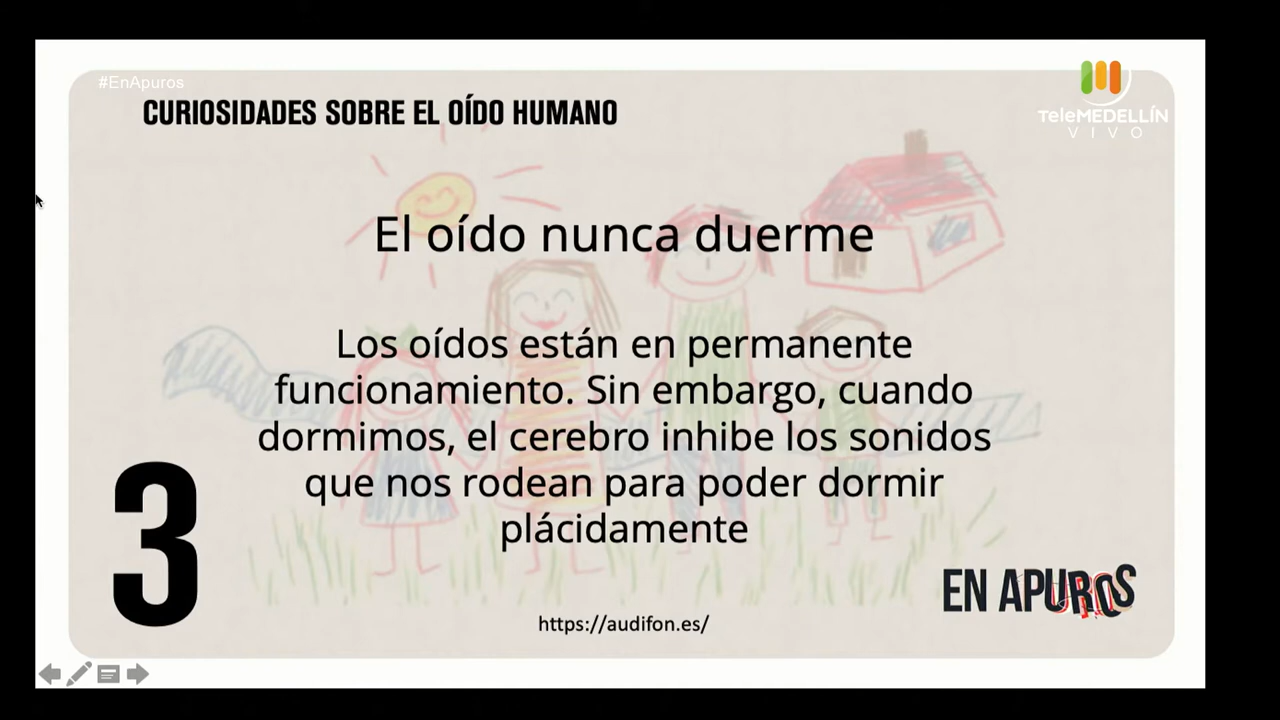 #EnApuros
CURIOSIDADES SOBRE EL OÍDO HUMANO
TeleMEDELLÍN
VIVO
El oído nunca duerme
Los oídos están en permanente
funcionamiento. Sin embargo, cuando
dormimos, el cerebro inhibe los sonidos
que nos rodean para poder dormir
plácidamente
3
EN APUROS
https://audifon.es/